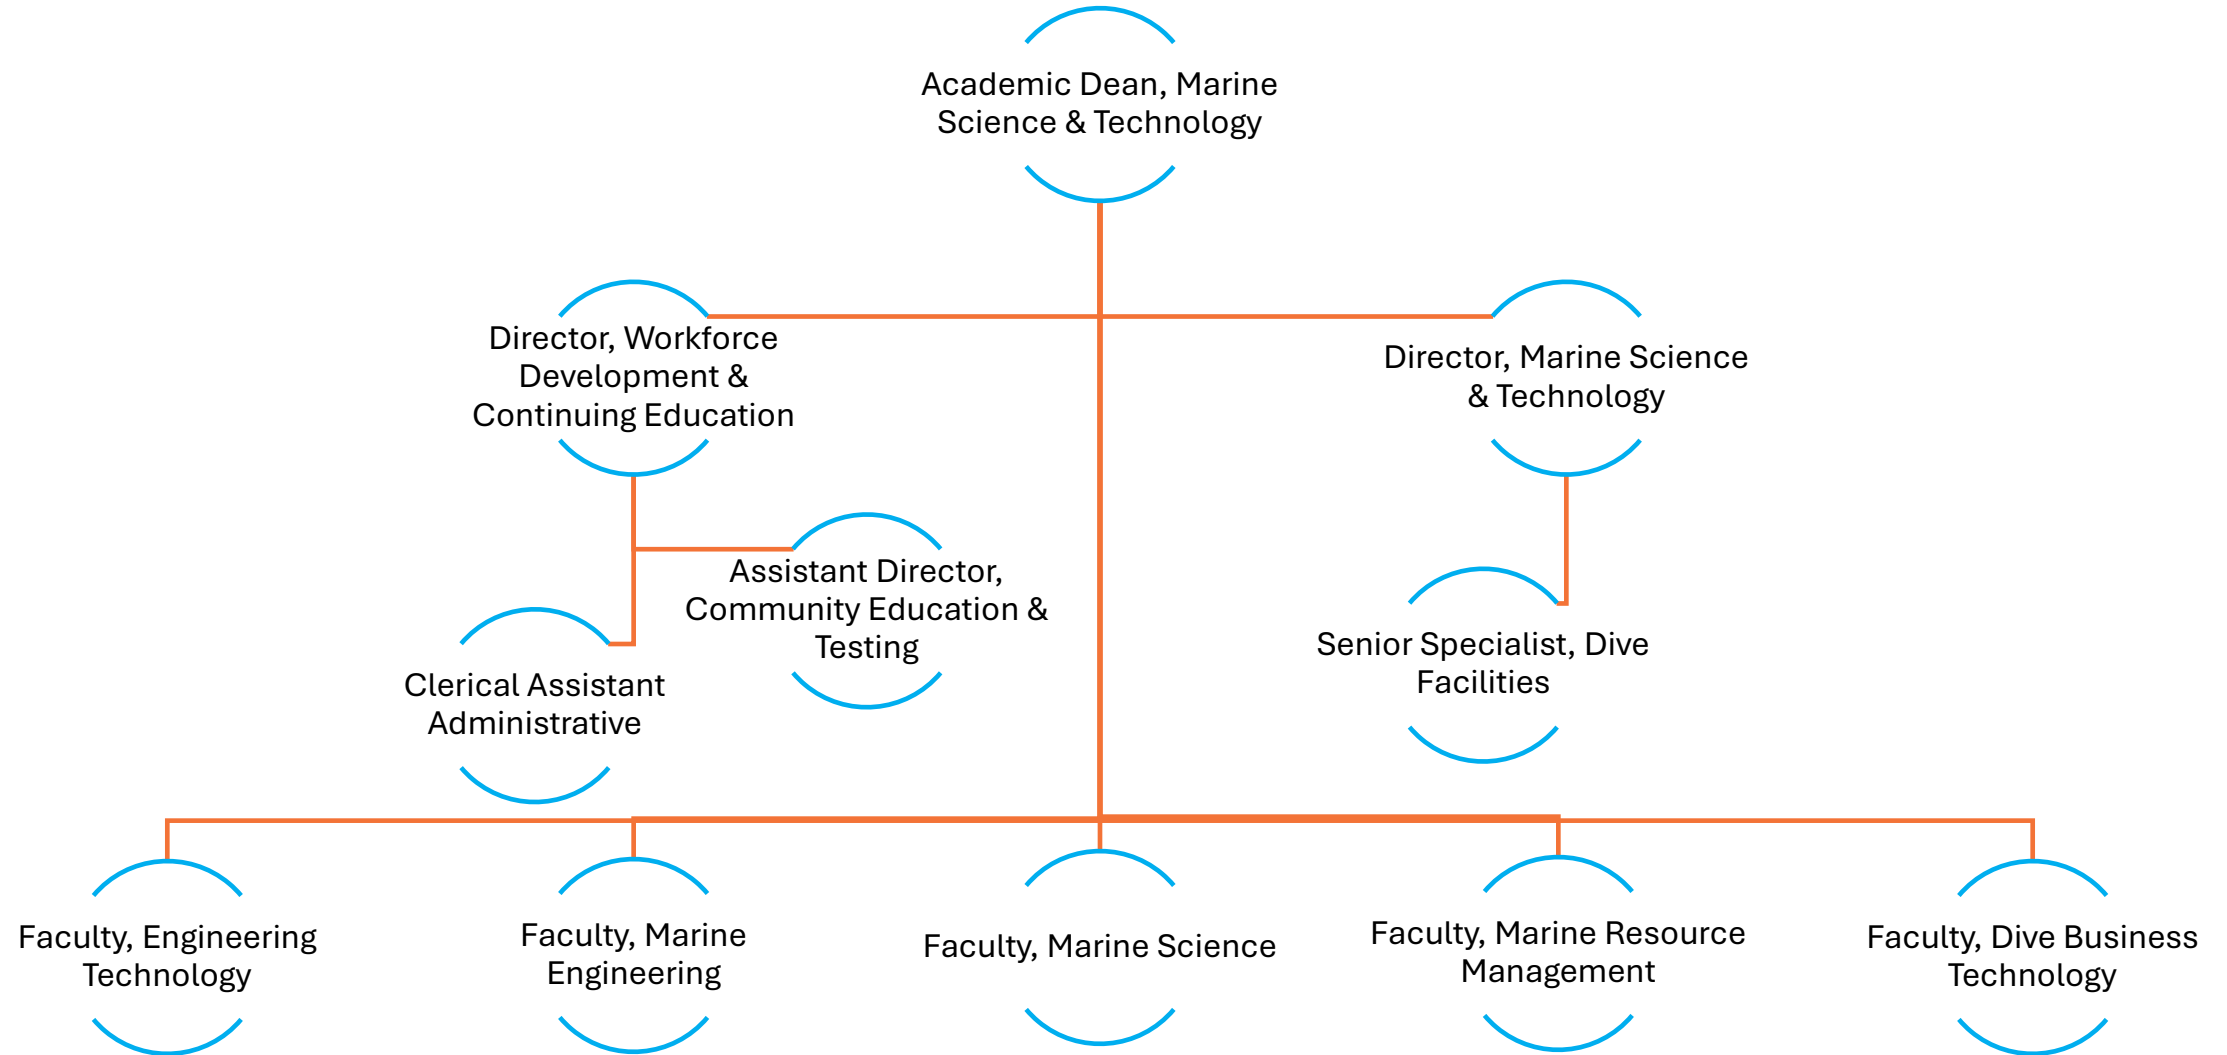 Academic Dean, Marine
Science & Technology
Director, Workforce
Development &
Continuing Education
Director, Marine Science
& Technology
Assistant Director,
Community Education &
Testing
Clerical Assistant
Administrative
Senior Specialist, Dive
Facilities
Faculty, Engineering
Technology
Faculty, Marine
Engineering
Faculty, Marine Science
Faculty, Marine Resource
Management
Faculty, Dive Business
Technology